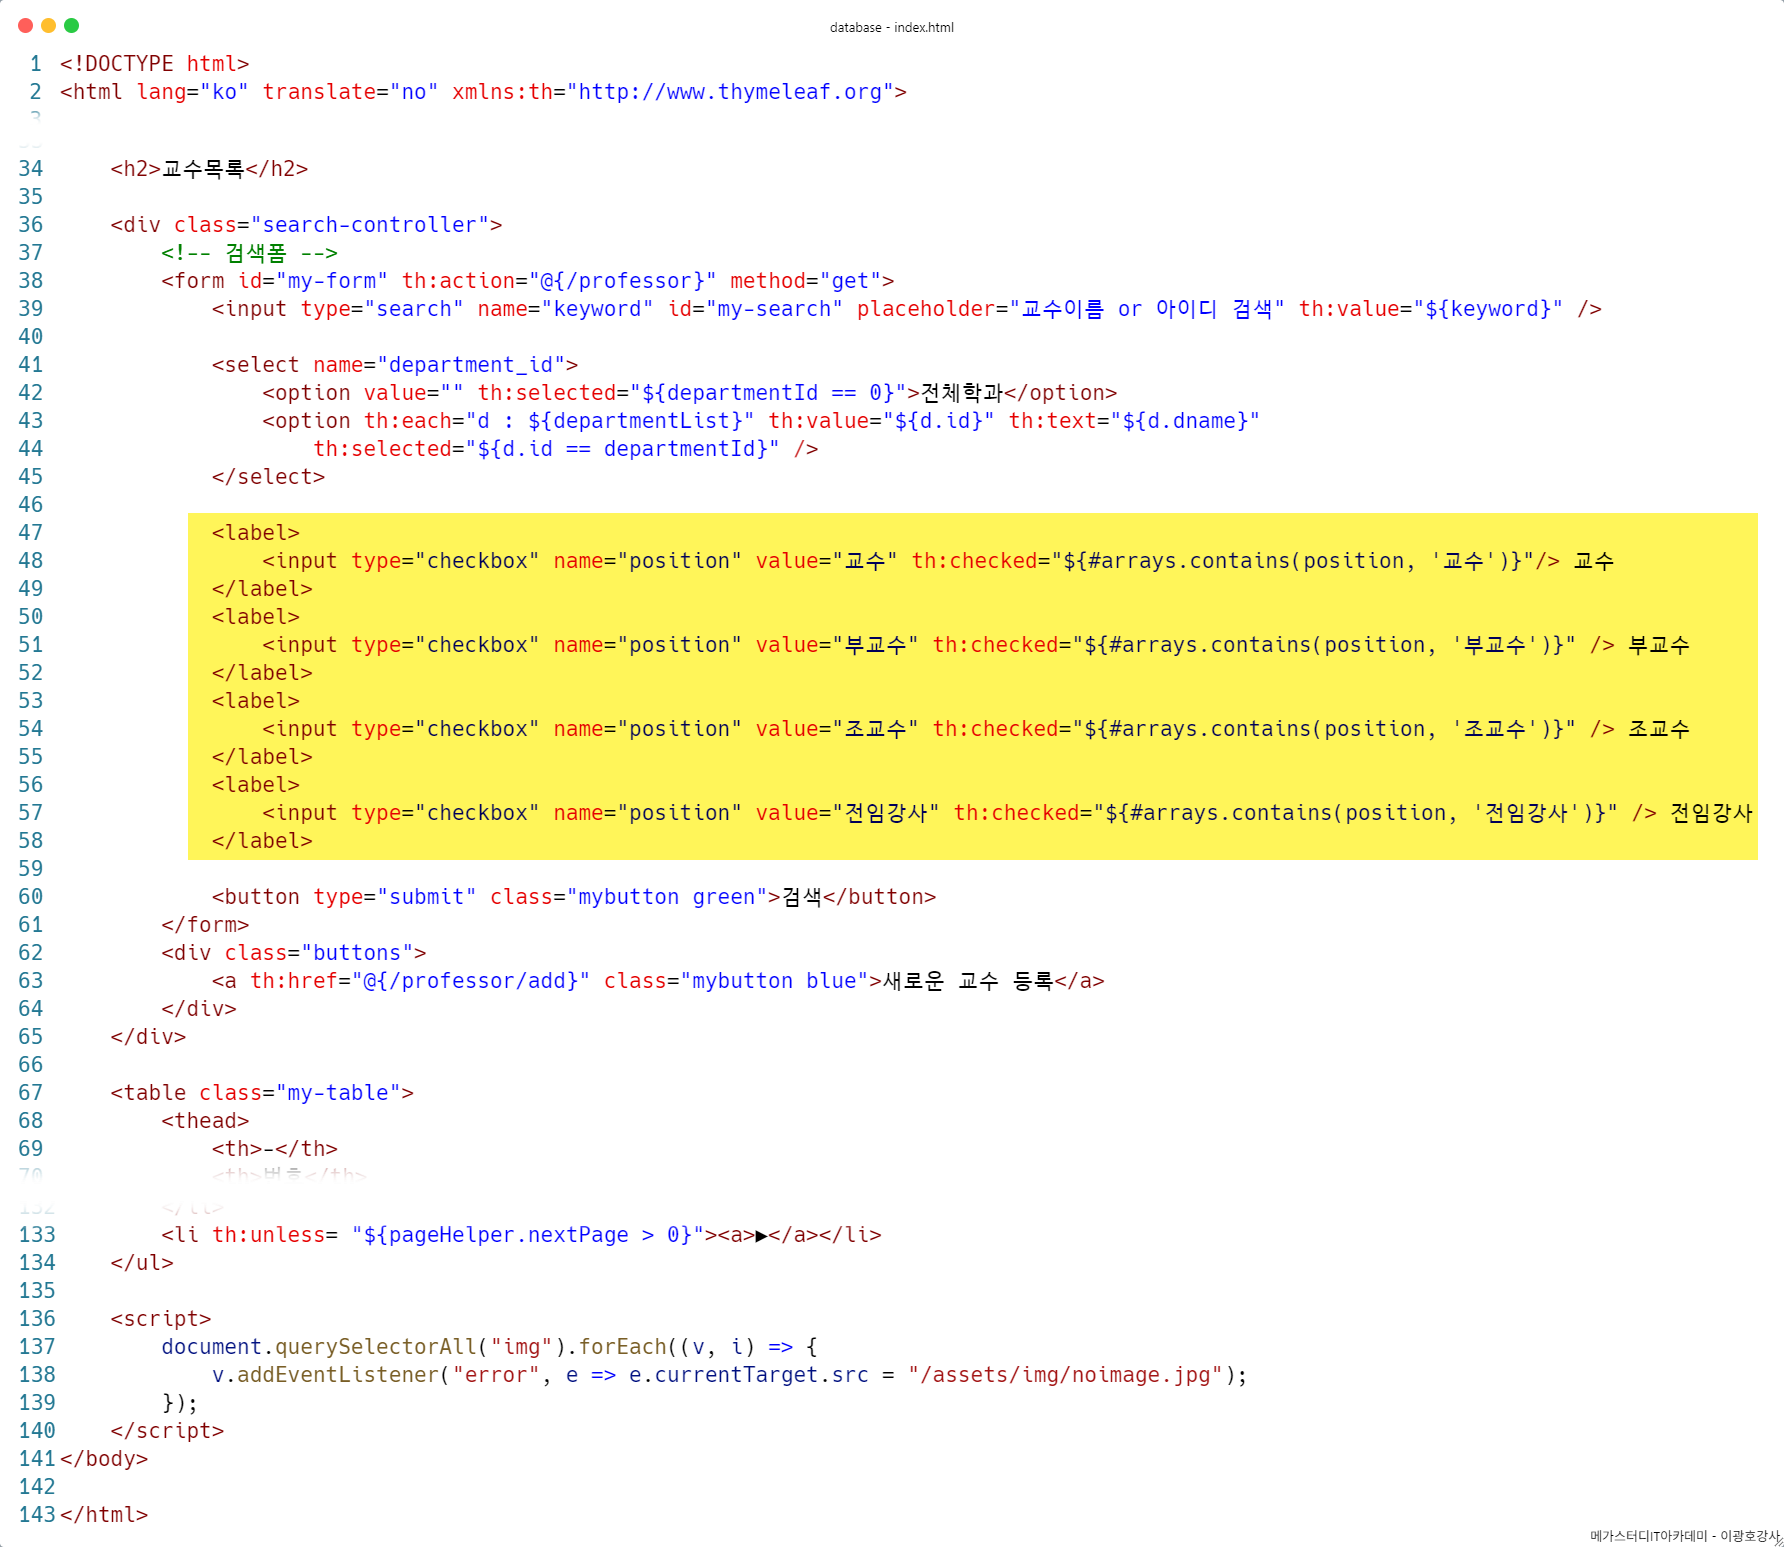 database - index.html
1 <!DOCTYPE html>
2 <html lang="ko" translate="no" xmlns:th="http://www.thymeleaf.org">
3
34     <h2>교수목록</h2>
35
36     <div class="search-controller">
37         <!-- 검색폼 -->
38         <form id="my-form" th:action="@{/professor}" method="get">
39             <input type="search" name="keyword" id="my-search" placeholder="교수이름 or 아이디 검색" th:value="${keyword}" />
40
41             <select name="department_id">
42                 <option value="" th:selected="${departmentId == 0}">전체학과</option>
43                 <option th:each="d : ${departmentList}" th:value="${d.id}" th:text="${d.dname}"
44                     th:selected="${d.id == departmentId}" />
45             </select>
46
47             <label>
48                 <input type="checkbox" name="position" value="교수" th:checked="${#arrays.contains(position, '교수')}"/> 교수
49             </label>
50             <label>
51                 <input type="checkbox" name="position" value="부교수" th:checked="${#arrays.contains(position, '부교수')}" /> 부교수
52             </label>
53             <label>
54                 <input type="checkbox" name="position" value="조교수" th:checked="${#arrays.contains(position, '조교수')}" /> 조교수
55             </label>
56             <label>
57                 <input type="checkbox" name="position" value="전임강사" th:checked="${#arrays.contains(position, '전임강사')}" /> 전임강사
58             </label>
59
60             <button type="submit" class="mybutton green">검색</button>
61         </form>
62         <div class="buttons">
63             <a th:href="@{/professor/add}" class="mybutton blue">새로운 교수 등록</a>
64         </div>
65     </div>
66
67     <table class="my-table">
68         <thead>
69             <th>-</th>
70             <th>번호</th>
132         </li>
133         <li th:unless= "${pageHelper.nextPage > 0}"><a>▶</a></li>
134     </ul>
135
136     <script>
137         document.querySelectorAll("img").forEach((v, i) => {
138             v.addEventListener("error", e => e.currentTarget.src = "/assets/img/noimage.jpg");
139         });
140     </script>
141 </body>
142
143 </html>
메가스터디IT아카데미 - 이광호강사